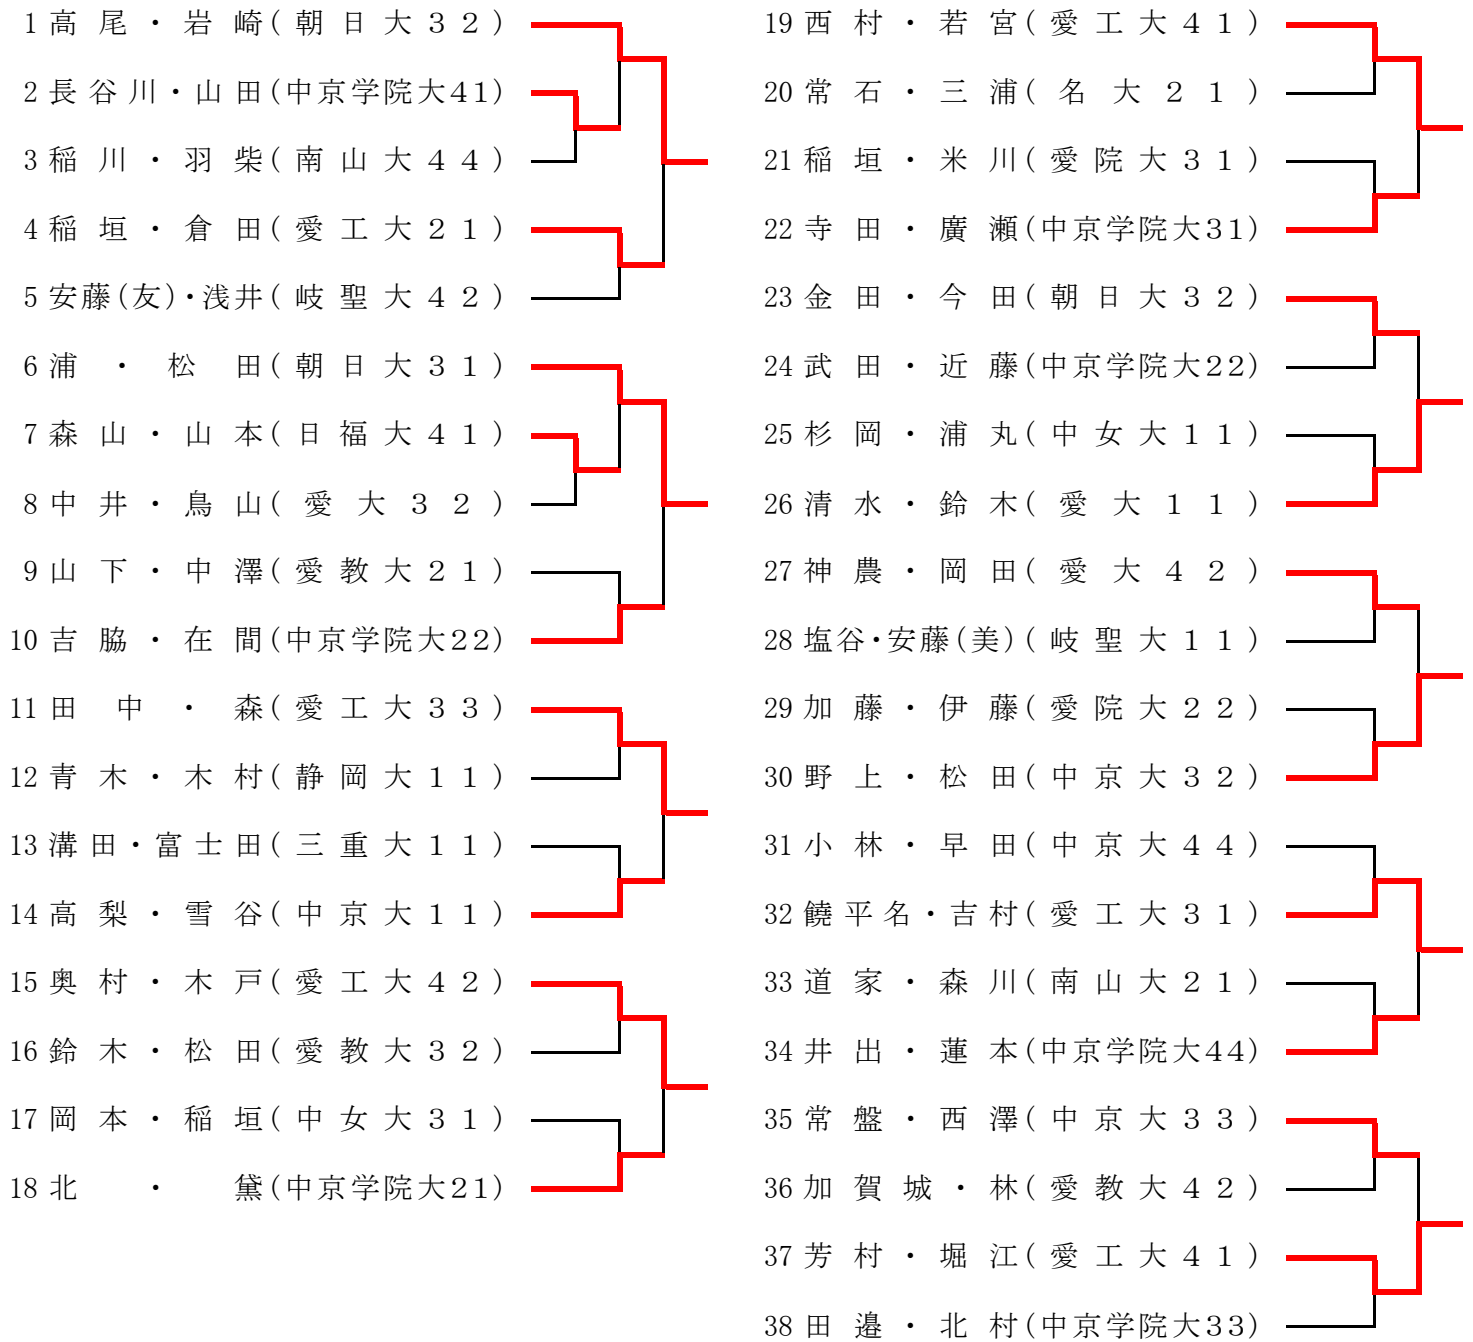 1 高尾・岩崎(朝日大３２)
2 長谷川・山田(中京学院大41)
3 稲川・羽柴(南山大４４)
4 稲垣・倉田(愛工大２１)
5 安藤(友)・浅井(岐聖大４２)
6 浦・松田(朝日大３１)
7 森山・山本(日福大４１)
8 中井・鳥山(愛大３２)
9 山下・中澤(愛教大２１)
10 吉脇・在間(中京学院大22)
11 田中・森(愛工大３３)
12 青木・木村(静岡大１１)
13 溝田・富士田(三重大１１)
14 高梨・雪谷(中京大１１)
15 奥村・木戸(愛工大４２)
16 鈴木・松田(愛教大３２)
17 岡本・稲垣(中女大３１)
18 北・黛(中京学院大21)
19 西村・若宮(愛工大４１)
20 常石・三浦(名大２１)
21 稲垣・米川(愛院大３１)
22 寺田・廣瀬(中京学院大31)
23 金田・今田(朝日大３２)
24 武田・近藤(中京学院大22)
25 杉岡・浦丸(中女大１１)
26 清水・鈴木(愛大１１)
27 神農・岡田(愛大４２)
28 塩谷・安藤(美)(岐聖大１１)
29 加藤・伊藤(愛院大２２)
30 野上・松田(中京大３２)
31 小林・早田(中京大４４)
32 饒平名・吉村(愛工大３１)
33 道家・森川(南山大２１)
34 井出・蓮本(中京学院大44)
35 常盤・西澤(中京大３３)
36 加賀城・林(愛教大４２)
37 芳村・堀江(愛工大４１)
38 田邉・北村(中京学院大33)